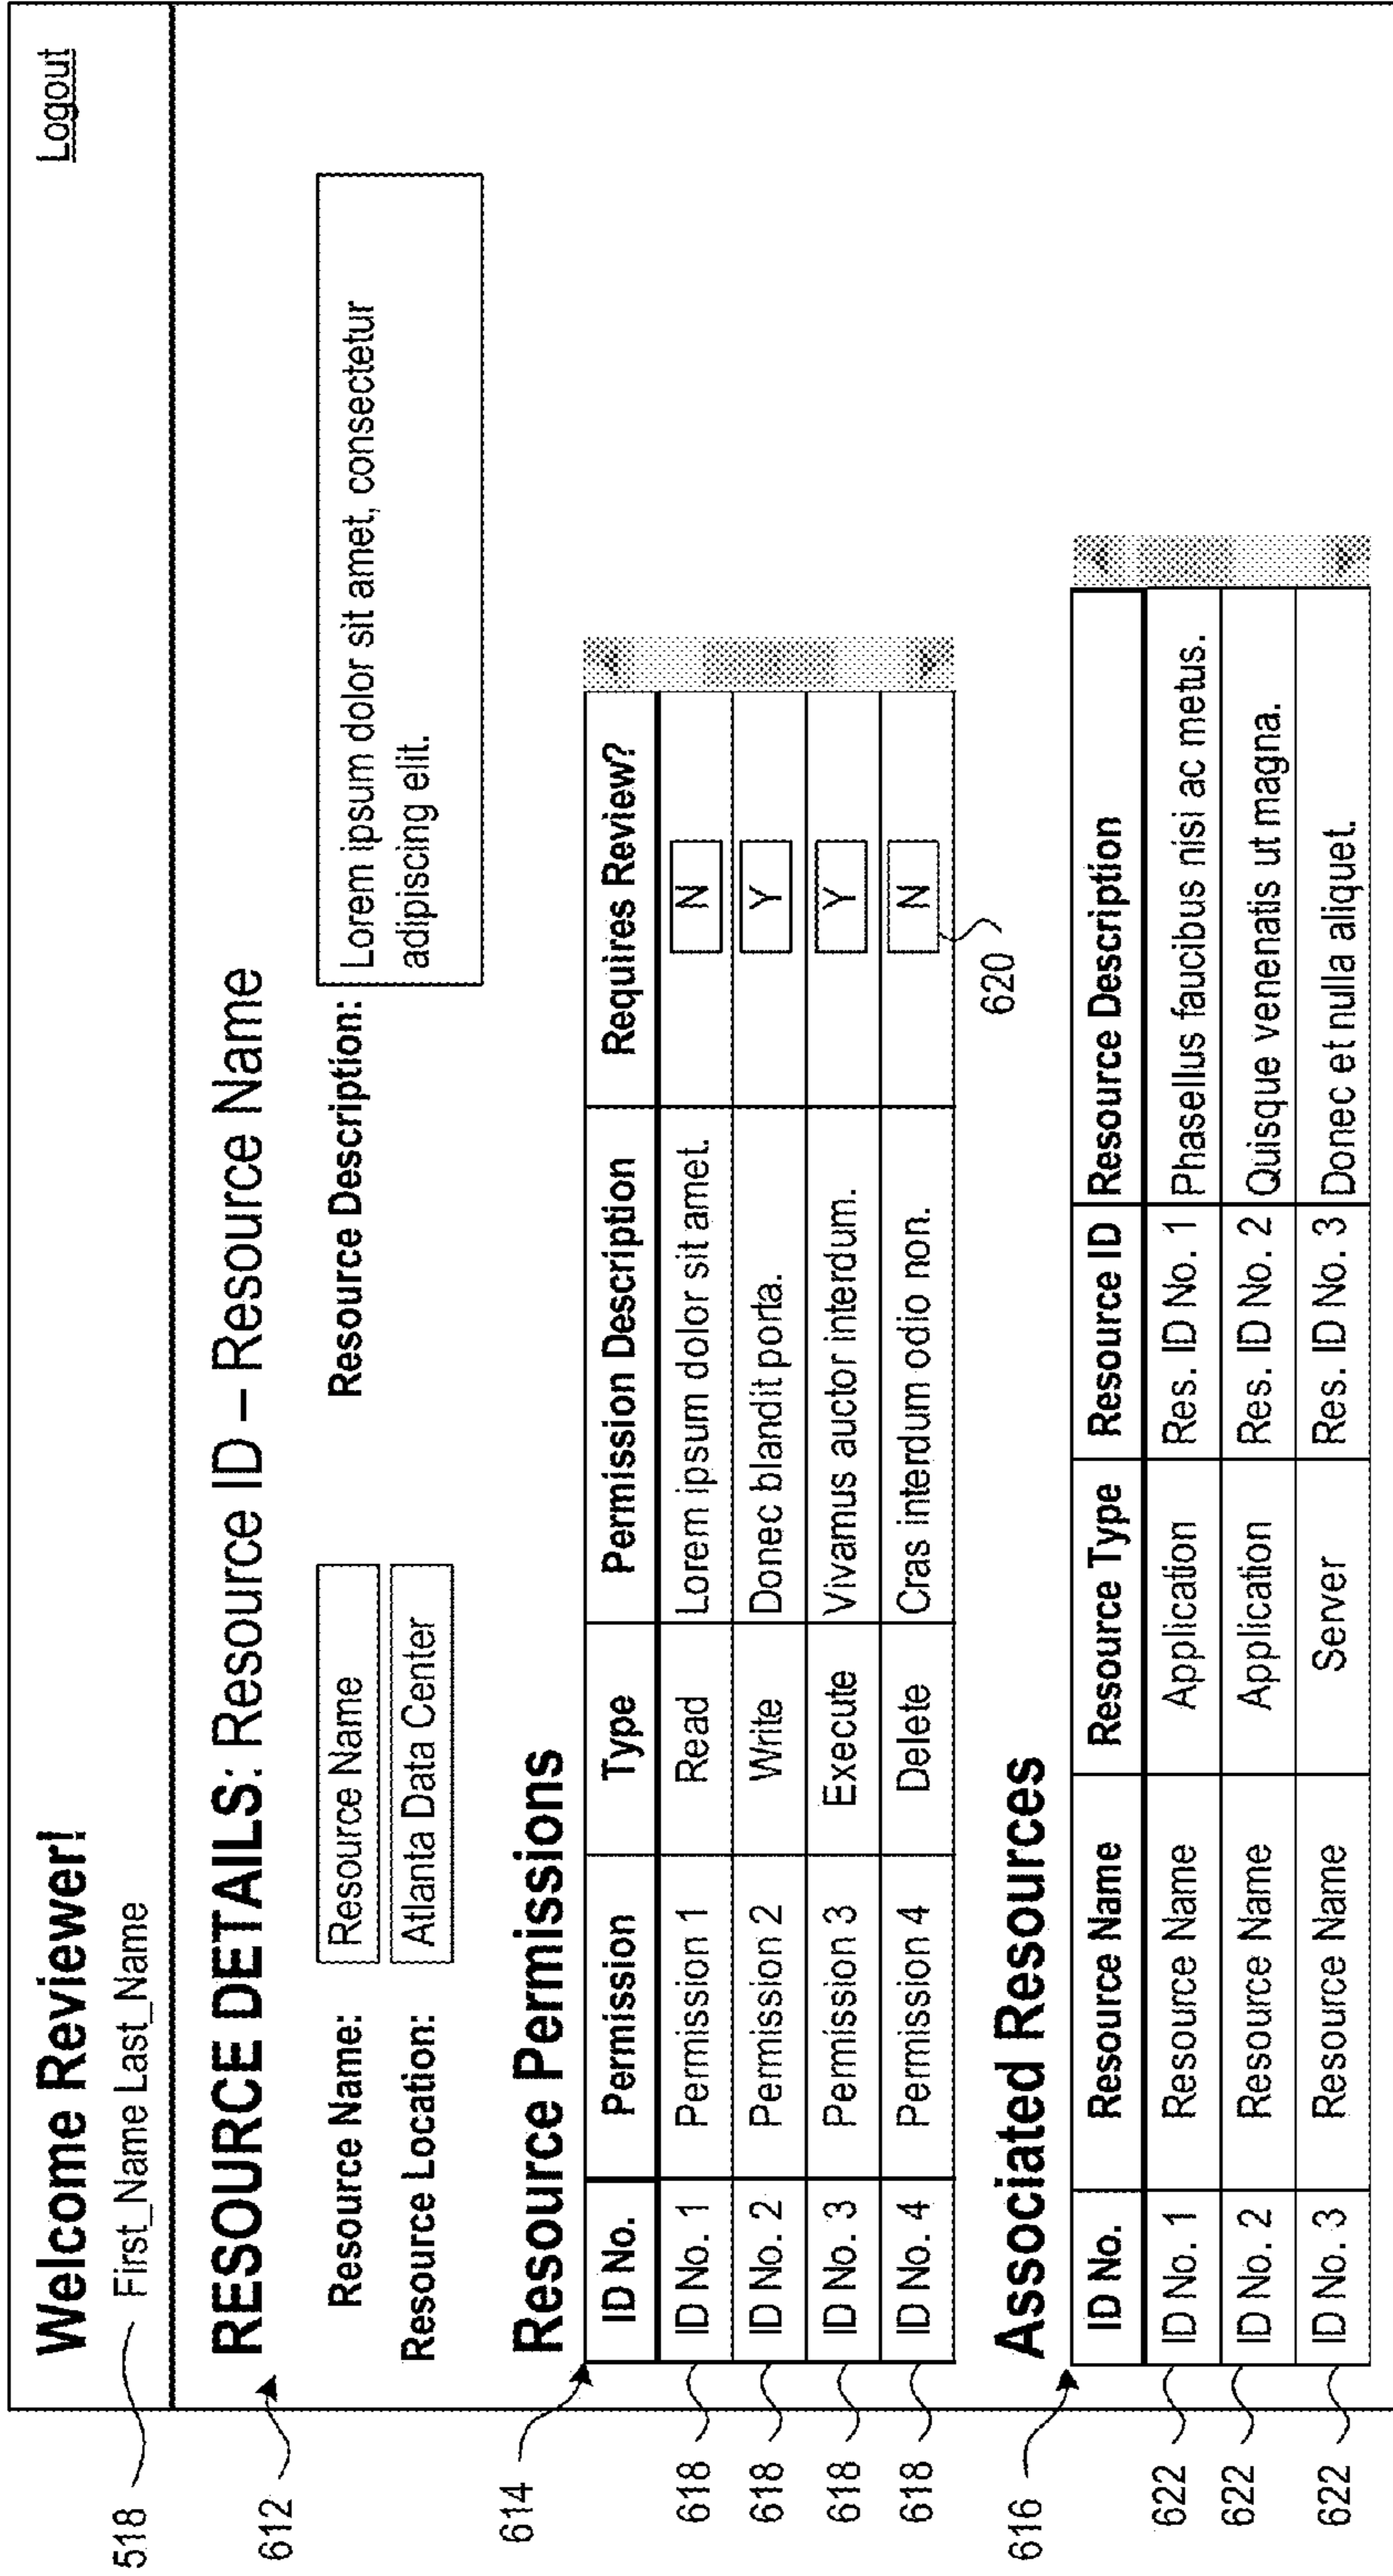 Welcome Reviewer!
Logout
518 First_Name Last_Name
612 RESOURCE DETAILS: Resource ID – Resource Name
Resource Name: Resource Name
Resource Location: Atlanta Data Center
Resource Description: Lorem ipsum dolor sit amet, consectetur
adipiscing elit.
614 Resource Permissions
ID No. Permission Type Permission Description Requires Review?
618 ID No. 1 Permission 1 Read Lorem ipsum dolor sit amet. N
618 ID No. 2 Permission 2 Write Donec blandit porta. Y
618 ID No. 3 Permission 3 Execute Vivamus auctor interdum. Y
618 ID No. 4 Permission 4 Delete Cras interdum odio non. N
620
616 Associated Resources
ID No. Resource Name Resource Type Resource ID Resource Description
622 ID No. 1 Resource Name Application Res. ID No. 1 Phasellus faucibus nisi ac metus.
622 ID No. 2 Resource Name Application Res. ID No. 2 Quisque venenatis ut magna.
622 ID No. 3 Resource Name Server Res. ID No. 3 Donec et nulla aliquet.